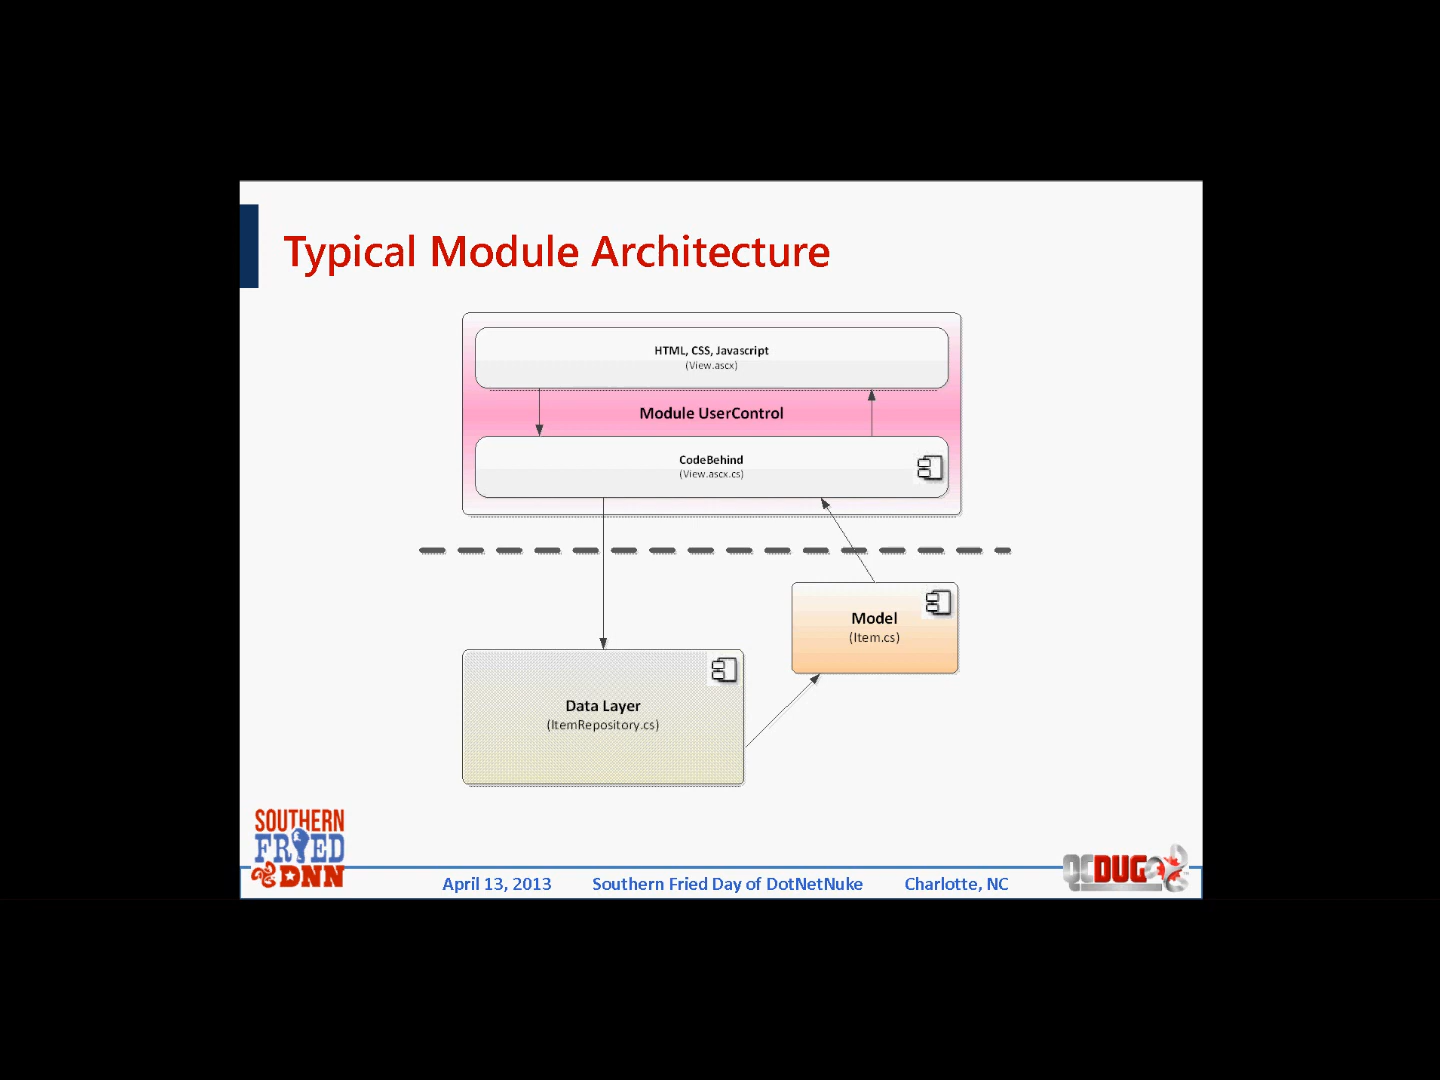 Typical Module Architecture
HTML, CSS, Javascript
(View.ascx)
Module UserControl
CodeBehind
(View.ascx.cs)
Model
(Item.cs)
Data Layer
(ItemRepository.cs)
SOUTHERN
FRIED
DNN
QCDUG
April 13, 2013 Southern Fried Day of DotNetNuke Charlotte, NC